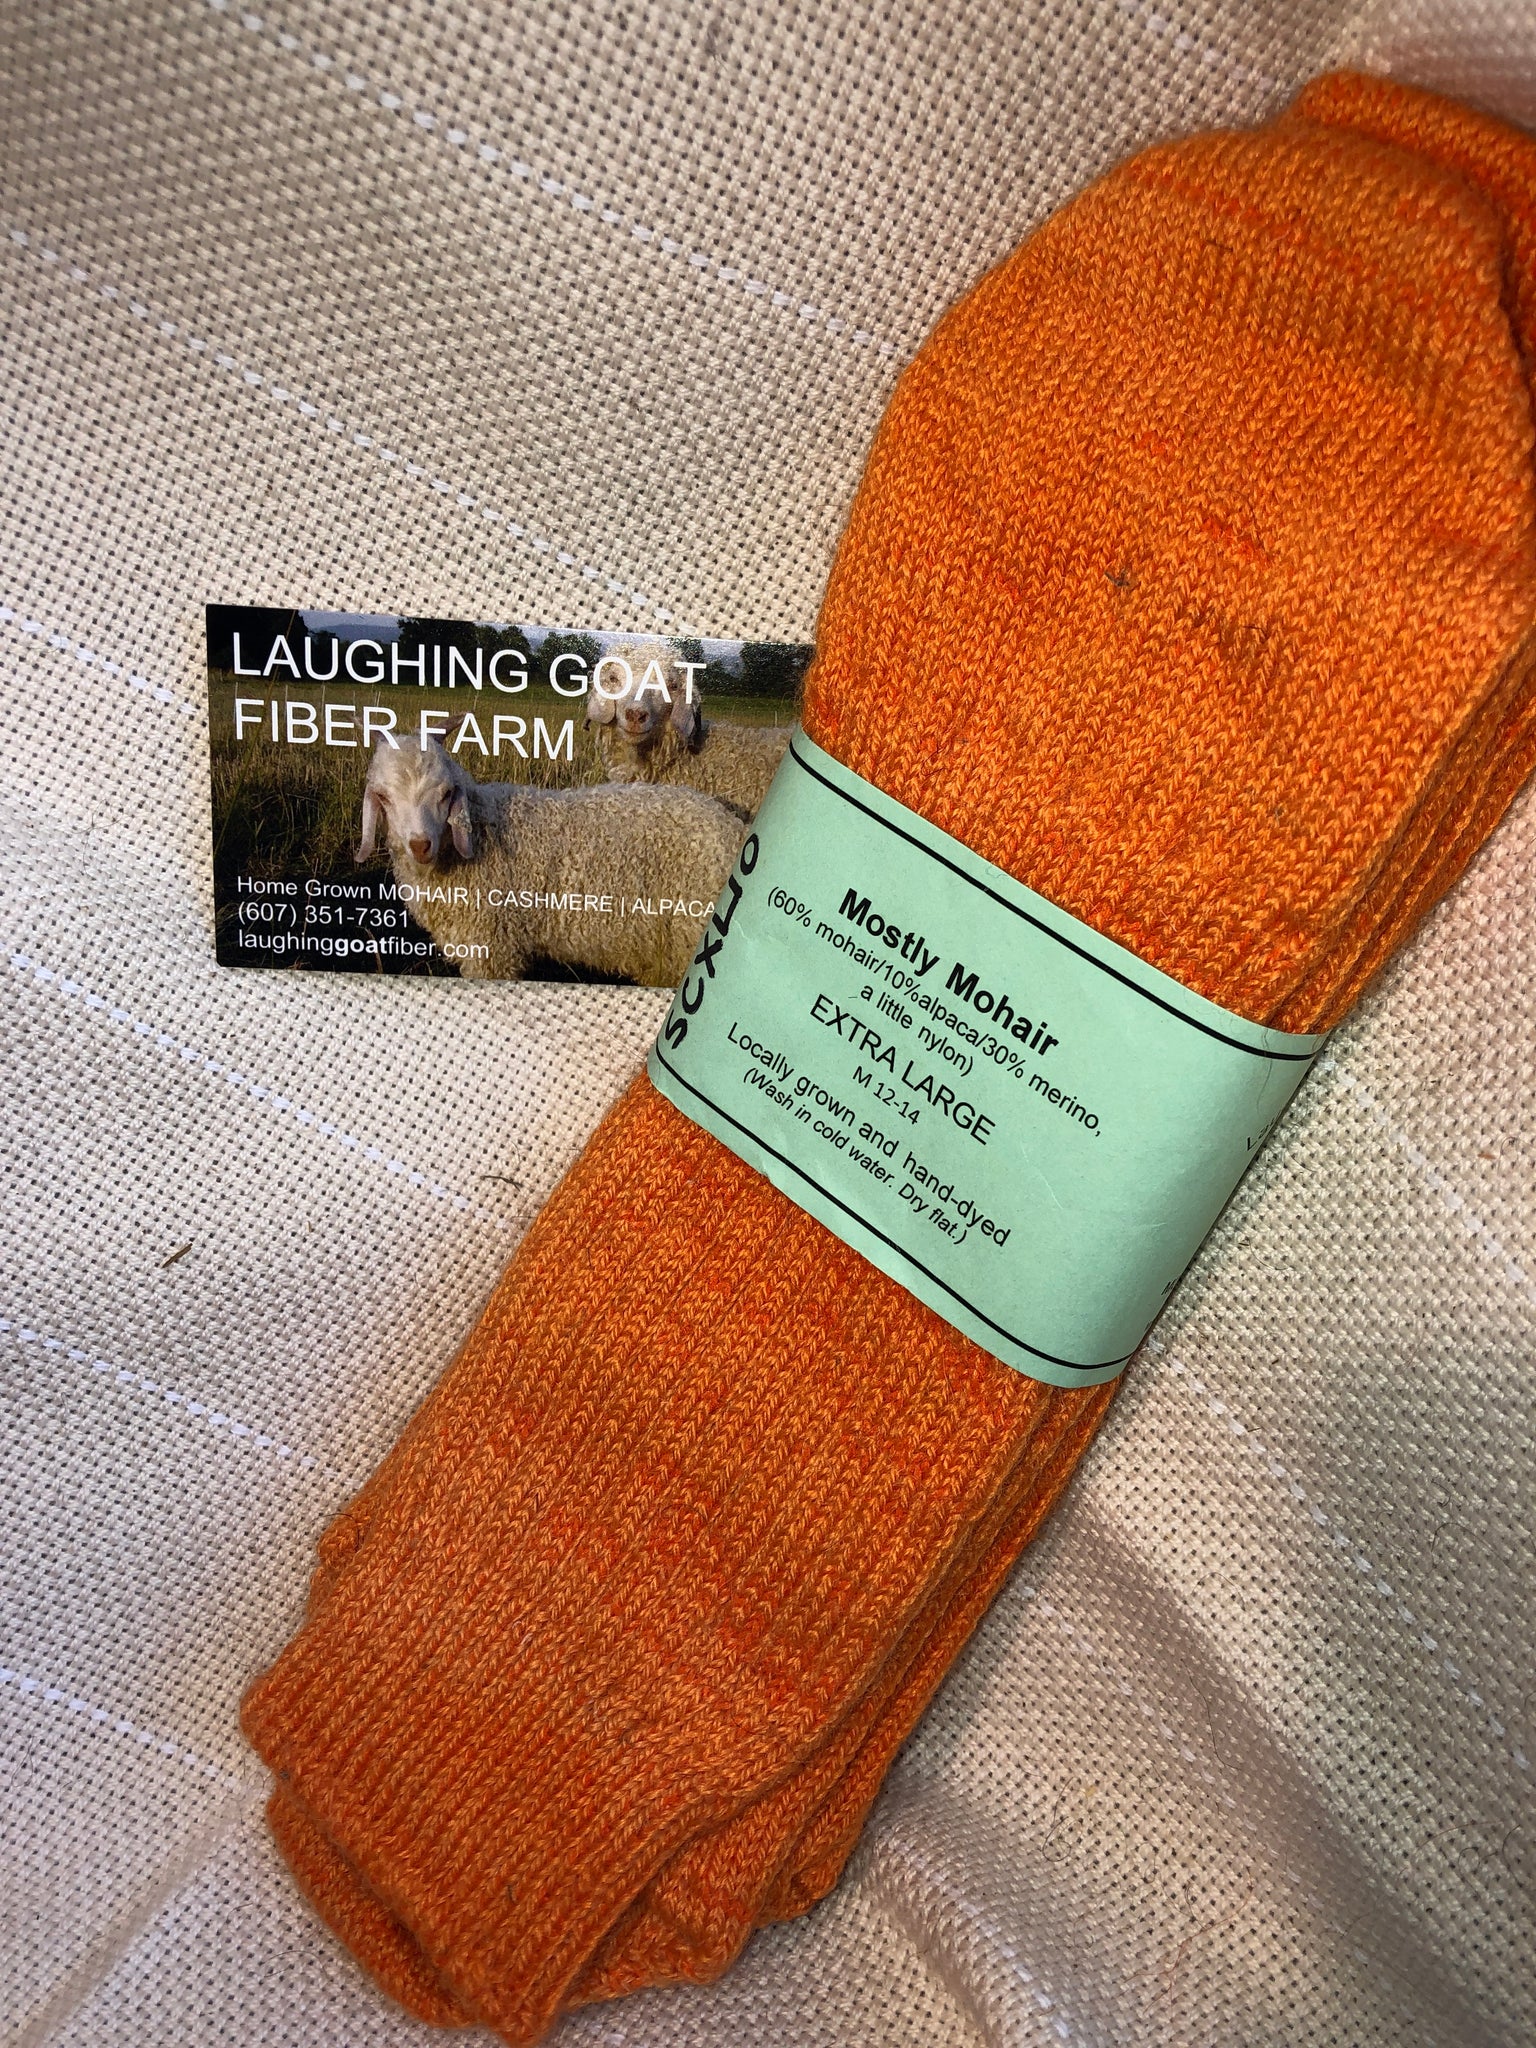 LAUGHING GOAT
FIBER FARM
Home Grown MOHAIR | CASHMERE | ALPACA
(607) 351-7361
laughinggoatfiber.com
Mostly Mohair
(60% mohair/10%alpaca/30% merino,
a little nylon)
EXTRA LARGE
M 12-14
Locally grown and hand-dyed
(Wash in cold water. Dry flat.)